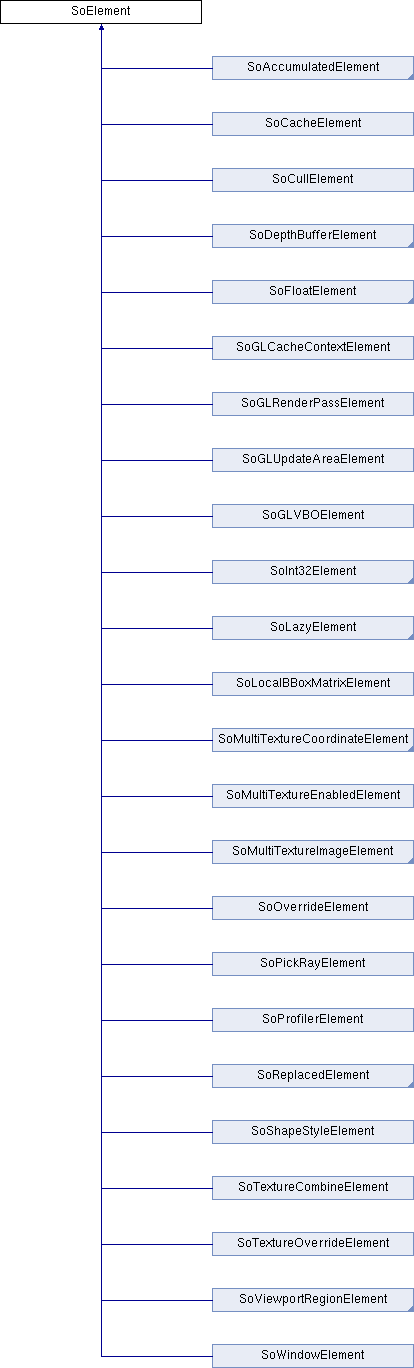 SoElement
SoAccumulatedElement
SoCacheElement
SoCullElement
SoDepthBufferElement
SoFloatElement
SoGLCacheContextElement
SoGLRenderPassElement
SoGLUpdateAreaElement
SoGLVBOElement
SoInt32Element
SoLazyElement
SoLocalBBoxMatrixElement
SoMultiTextureCoordinateElement
SoMultiTextureEnabledElement
SoMultiTextureImageElement
SoOverrideElement
SoPickRayElement
SoProfilerElement
SoReplacedElement
SoShapeStyleElement
SoTextureCombineElement
SoTextureOverrideElement
SoViewportRegionElement
SoWindowElement